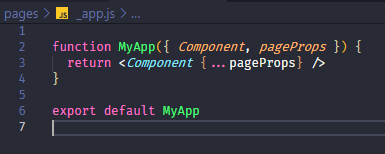 pages > JS _app.js > ...
1
2 function MyApp({ Component, pageProps }) {
3   return <Component {...pageProps} />
4 }
5
6 export default MyApp
7